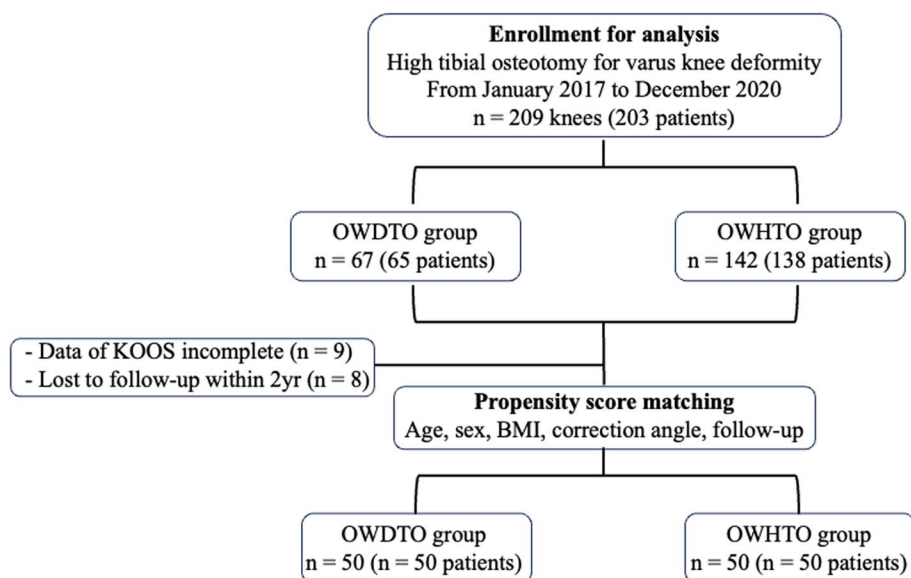 Enrollment for analysis
High tibial osteotomy for varus knee deformity
From January 2017 to December 2020
n = 209 knees (203 patients)
OWDTO group
n = 67 (65 patients)
OWHTO group
n = 142 (138 patients)
- Data of KOOS incomplete (n = 9)
- Lost to follow-up within 2yr (n = 8)
Propensity score matching
Age, sex, BMI, correction angle, follow-up
OWDTO group
n = 50 (n = 50 patients)
OWHTO group
n = 50 (n = 50 patients)